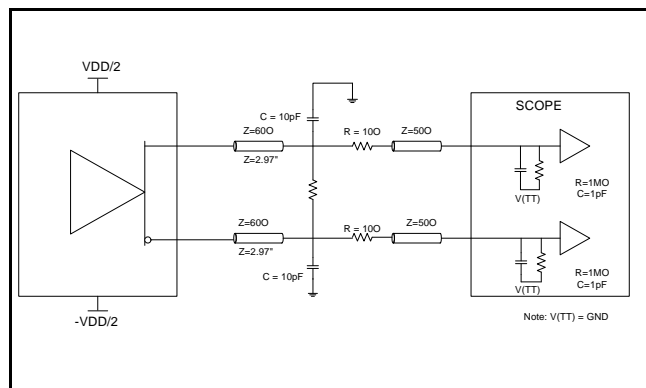 VDD/2
SCOPE
C = 10pF
Z=60O
R = 10O
Z=50O
Z=2.97"
V(TT)
R=1MO
C=1pF
Z=60O
R = 10O
Z=50O
Z=2.97"
C = 10pF
V(TT)
R=1MO
C=1pF
-VDD/2
Note: V(TT) = GND